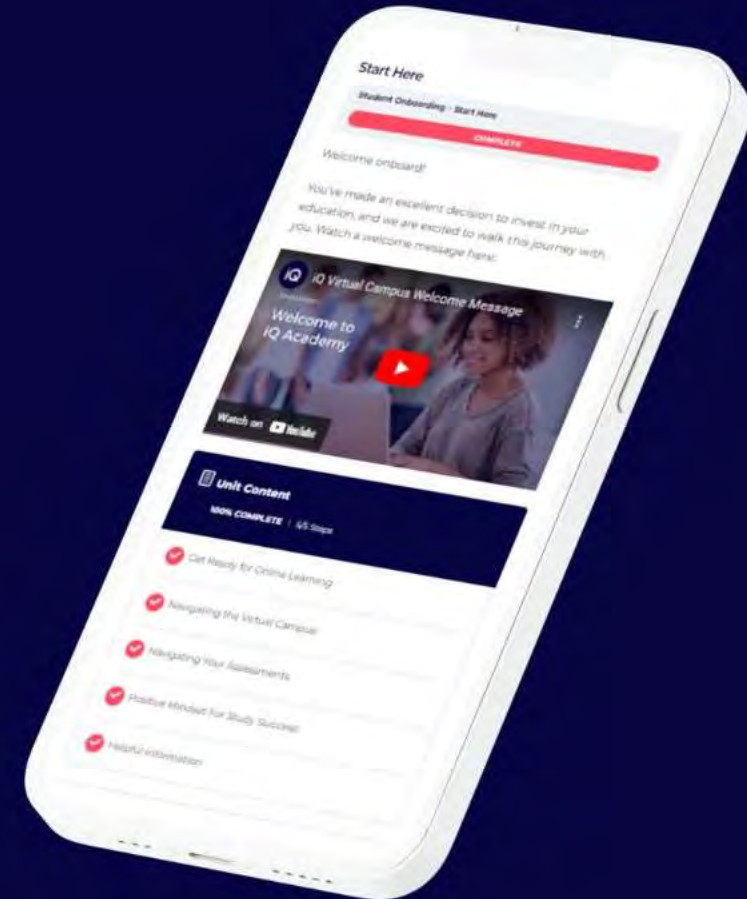 Start Here
Student Onboarding - Start Here
COMPLETE
Welcome onboard!
You've made an excellent decision to invest in your
education, and we are excited to walk this journey with
you. Watch a welcome message here:
iQ
iQ Virtual Campus Welcome Message
Welcome to
iQ Academy
Watch on YouTube
Unit Content
100% COMPLETE | 5/5 Steps
Get Ready for Online Learning
Navigating the Virtual Campus
Navigating Your Assessments
Positive Mindset For Study Success
Helpful Information